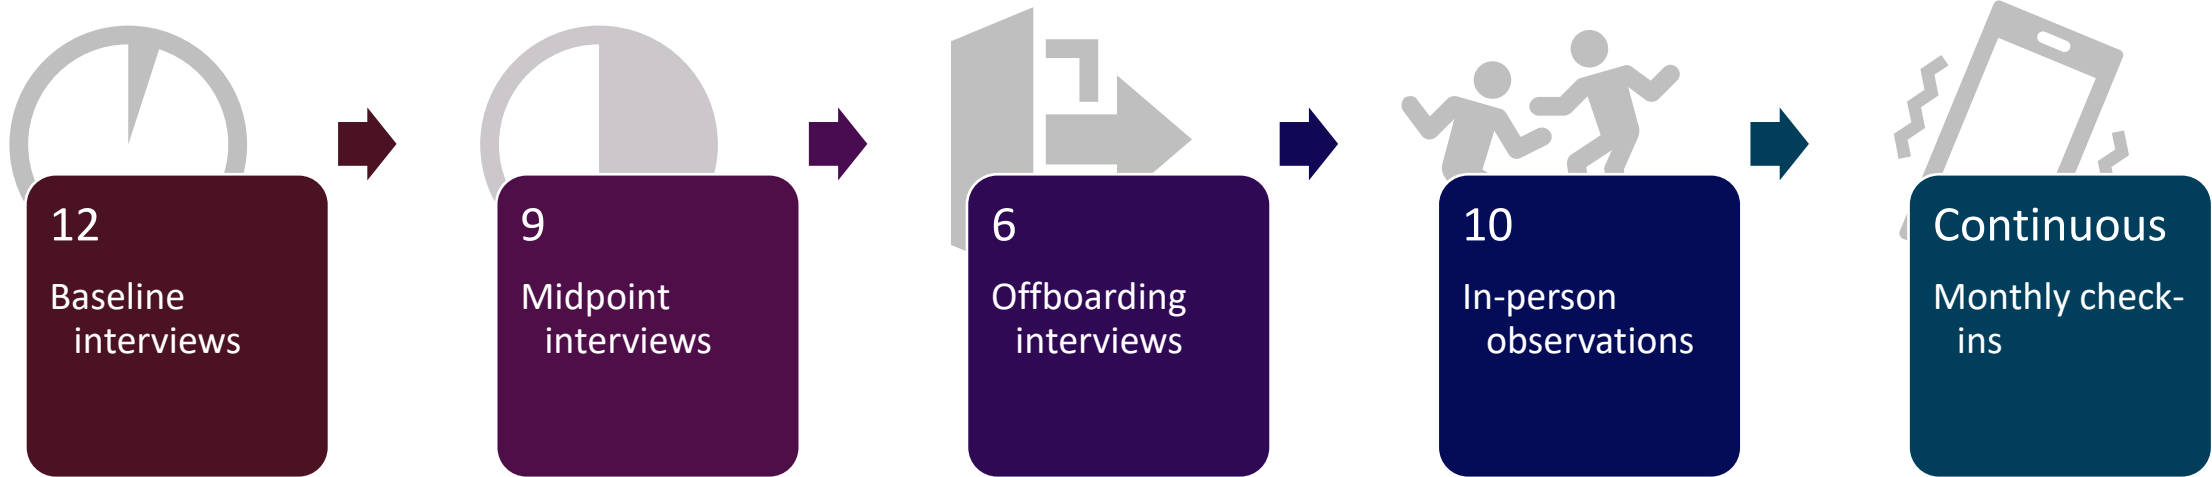 12
Baseline
interviews
9
Midpoint
interviews
6
Offboarding
interviews
10
In-person
observations
Continuous
Monthly check-
ins